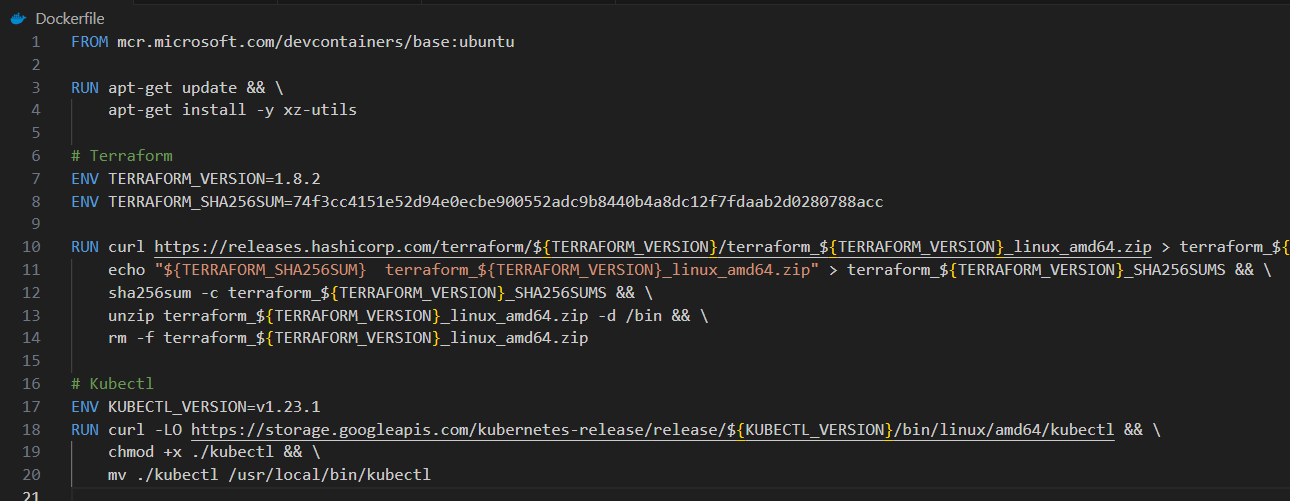 Dockerfile
1 FROM mcr.microsoft.com/devcontainers/base:ubuntu
2
3 RUN apt-get update && \
4     apt-get install -y xz-utils
5
6 # Terraform
7 ENV TERRAFORM_VERSION=1.8.2
8 ENV TERRAFORM_SHA256SUM=74f3cc4151e52d94e0ecbe900552adc9b8440b4a8dc12f7fdaab2d0280788acc
9
10 RUN curl https://releases.hashicorp.com/terraform/${TERRAFORM_VERSION}/terraform_${TERRAFORM_VERSION}_linux_amd64.zip > terraform_${
11     echo "${TERRAFORM_SHA256SUM}  terraform_${TERRAFORM_VERSION}_linux_amd64.zip" > terraform_${TERRAFORM_VERSION}_SHA256SUMS && \
12     sha256sum -c terraform_${TERRAFORM_VERSION}_SHA256SUMS && \
13     unzip terraform_${TERRAFORM_VERSION}_linux_amd64.zip -d /bin && \
14     rm -f terraform_${TERRAFORM_VERSION}_linux_amd64.zip
15
16 # Kubectl
17 ENV KUBECTL_VERSION=v1.23.1
18 RUN curl -LO https://storage.googleapis.com/kubernetes-release/release/${KUBECTL_VERSION}/bin/linux/amd64/kubectl && \
19     chmod +x ./kubectl && \
20     mv ./kubectl /usr/local/bin/kubectl
21